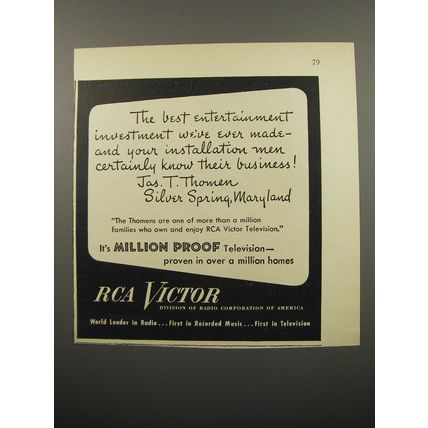 79
The best entertainment
investment we've ever made-
and your installation men
certainly know their business!
Jas. T. Thomen
Silver Spring, Maryland
"The Thomens are one of more than a million
families who own and enjoy RCA Victor Television."
It's MILLION PROOF Television—
proven in over a million homes
RCA VICTOR
DIVISION OF RADIO CORPORATION OF AMERICA
World Leader in Radio . . . First in Recorded Music . . . First in Television